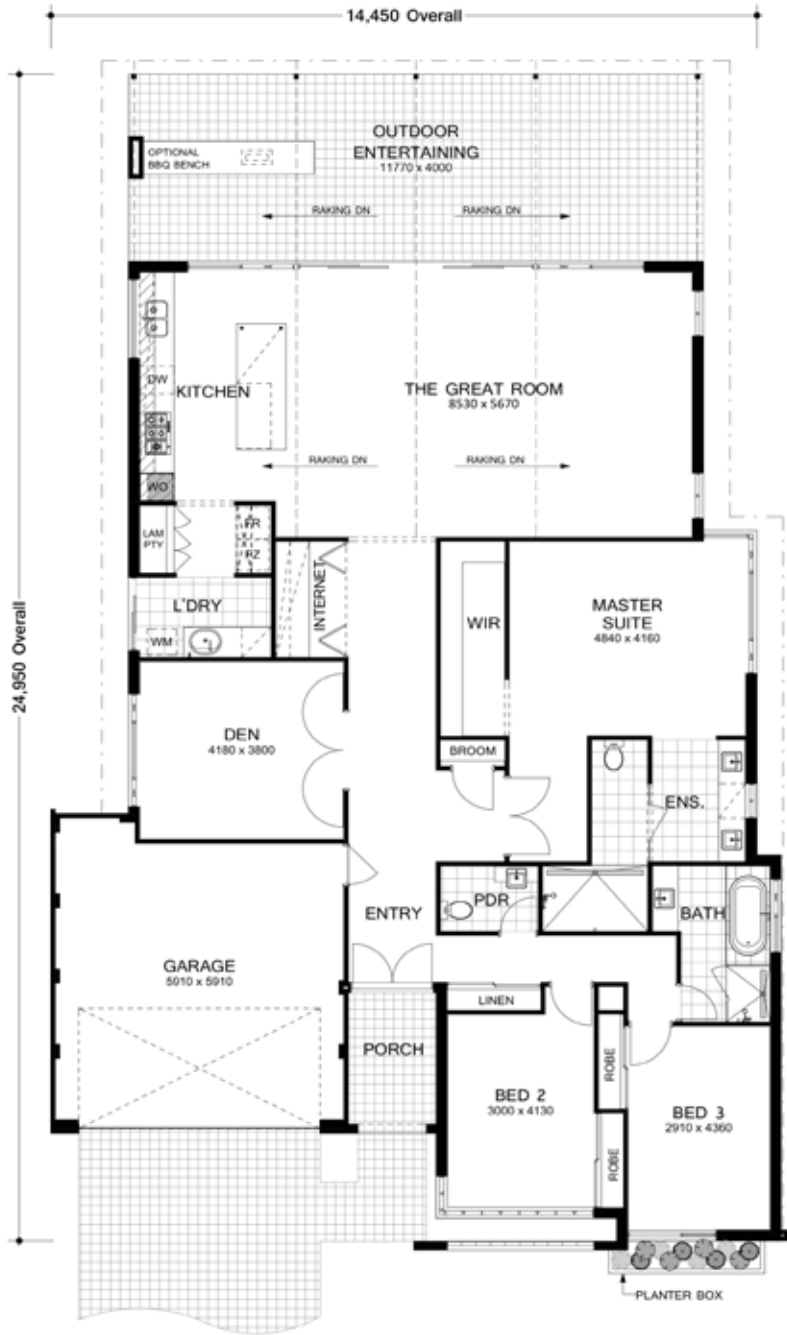 14,450 Overall
24,950 Overall
OUTDOOR
ENTERTAINING
11770 x 4000
OPTIONAL
BBQ BENCH
RAKING DN
RAKING DN
KITCHEN
DW
WO
THE GREAT ROOM
8530 x 5670
RAKING DN
RAKING DN
LAM
PTY
FR
FZ
INTERNET
L'DRY
WM
WIR
MASTER
SUITE
4840 x 4160
DEN
4180 x 3800
BROOM
ENS.
PDR
BATH
ENTRY
GARAGE
5910 x 5910
LINEN
PORCH
BED 2
3000 x 4130
ROBE
ROBE
BED 3
2910 x 4360
PLANTER BOX